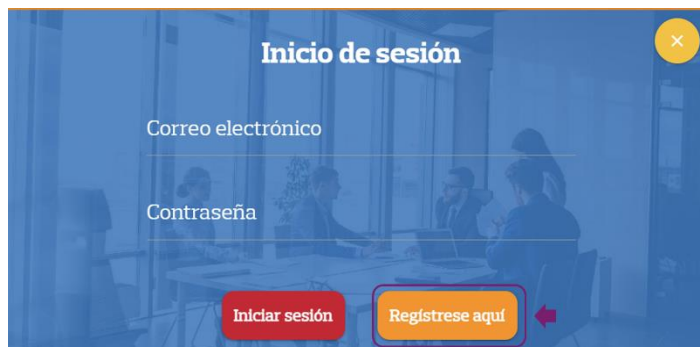 Inicio de sesión
Correo electrónico
Contraseña
Iniciar sesión
Regístrese aquí